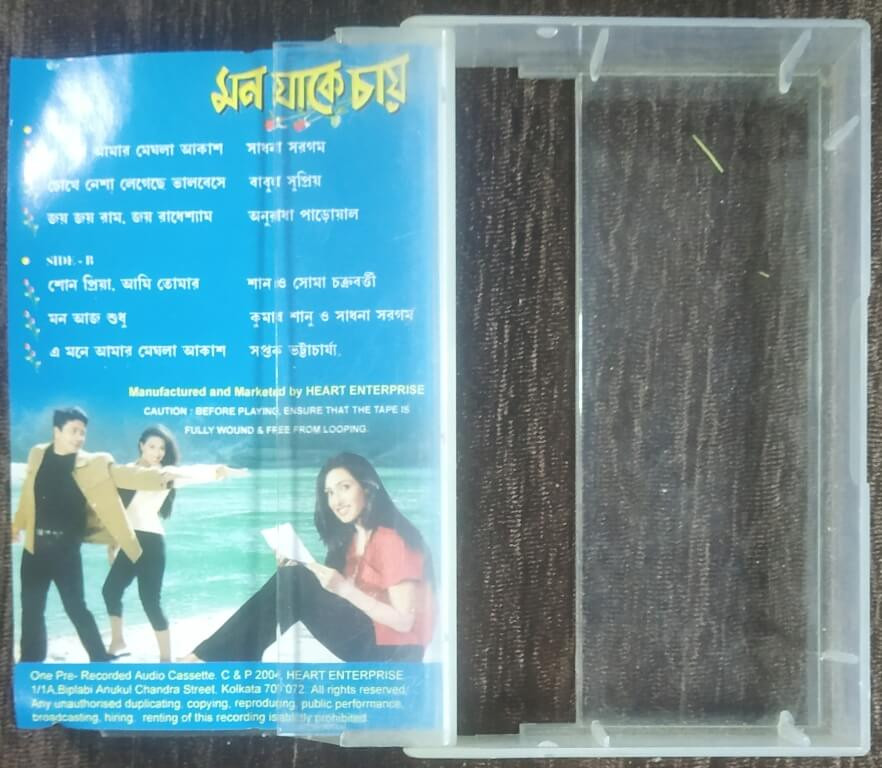 মন যাকে চায়
আমার মেঘলা আকাশ সাধনা সরগম
চোখে নেশা লেগেছে ভালবেসে বাবুল সুপ্রিয়
জয় জয় রাম, জয় রাধেশ্যাম অনুরাধা পাড়োয়াল
SIDE - B
শোন প্রিয়া, আমি তোমার শান ও সোমা চক্রবর্ত্তী
মন আজ শুধু কুমার শানু ও সাধনা সরগম
এ মনে আমার মেঘলা আকাশ সপ্তক ভট্টাচার্য্য
Manufactured and Marketed by HEART ENTERPRISE
CAUTION : BEFORE PLAYING, ENSURE THAT THE TAPE IS
FULLY WOUND & FREE FROM LOOPING.
One Pre- Recorded Audio Cassette. C & P 2004, HEART ENTERPRISE
1/1A,Biplabi Anukul Chandra Street, Kolkata 700 072. All rights reserved.
Any unauthorised duplicating, copying, reproducing, public performance,
broadcasting, hiring, renting of this recording is strictly prohibited.